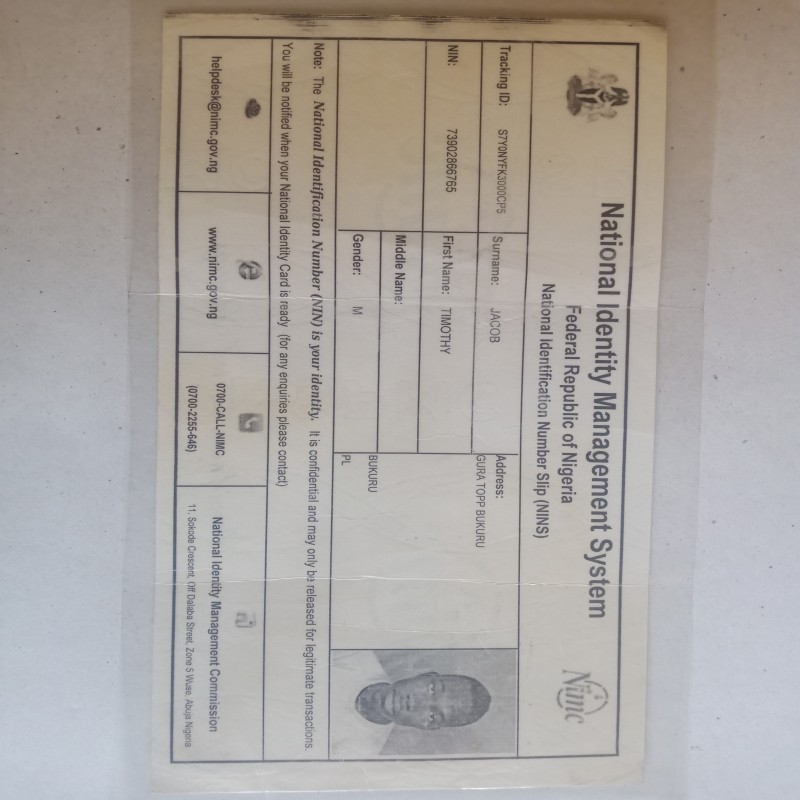 National Identity Management System
Federal Republic of Nigeria
National Identification Number Slip (NINS)
Nimc
Tracking ID: S7Y0NYFK3000CP5
Surname: JACOB
Address:
GURA TOPP BUKURU
NIN: 73902866765
First Name: TIMOTHY
Middle Name:
Gender: M
BUKURU
PL
Note: The National Identification Number (NIN) is your identity. It is confidential and may only be released for legitimate transactions.
You will be notified when your National Identity Card is ready (for any enquiries please contact)
helpdesk@nimc.gov.ng
www.nimc.gov.ng
0700-CALL-NIMC
(0700-2255-646)
National Identity Management Commission
11, Sokode Crescent, Off Dalaba Street, Zone 5 Wuse, Abuja Nigeria